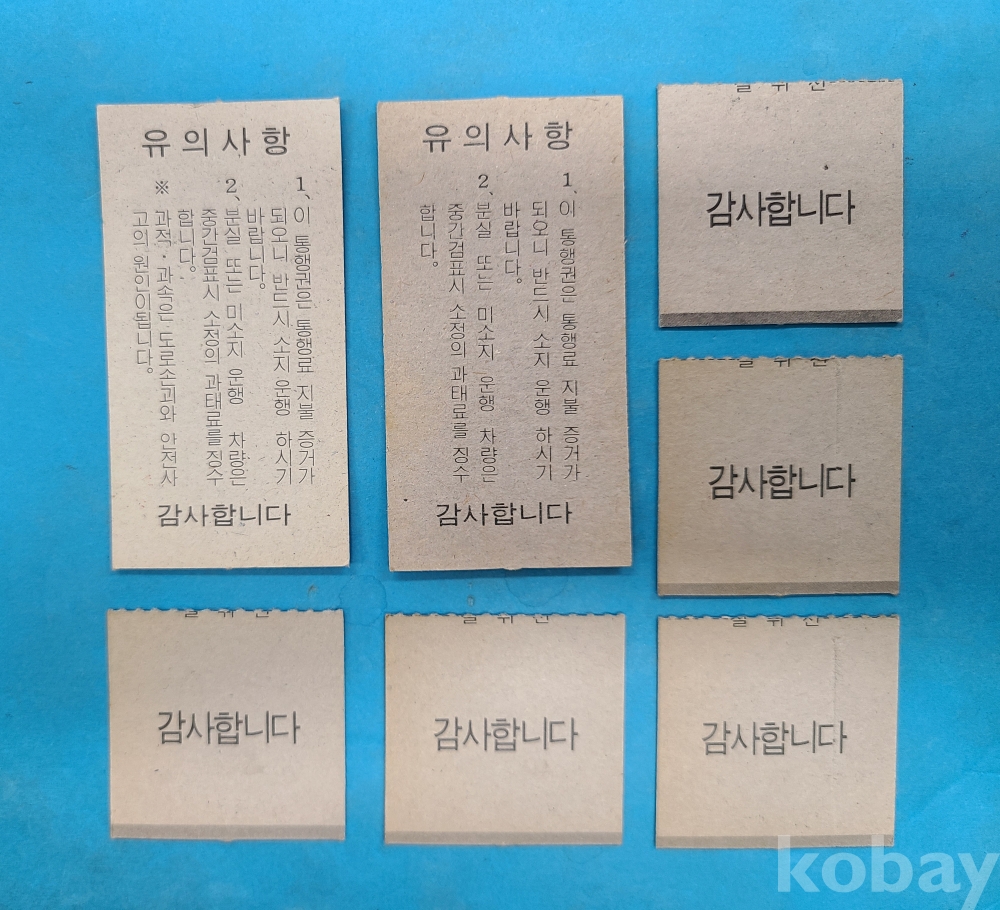 유의사항
1、이 통행권은 통행료 지불 증거가
되오니 반드시 소지 운행 하시기
바랍니다。
2、분실 또는 미소지 운행 차량은
중간검표시 소정의 과태료를 징수
합니다。
※ 과적·과속은 도로손괴와 안전사
고의 원인이됩니다。
감사합니다
유의사항
1、이 통행권은 통행료 지불 증거가
되오니 반드시 소지 운행 하시기
바랍니다。
2、분실 또는 미소지 운행 차량은
중간검표시 소정의 과태료를 징수
합니다。
감사합니다
감사합니다
감사합니다
감사합니다
감사합니다
감사합니다
kobay